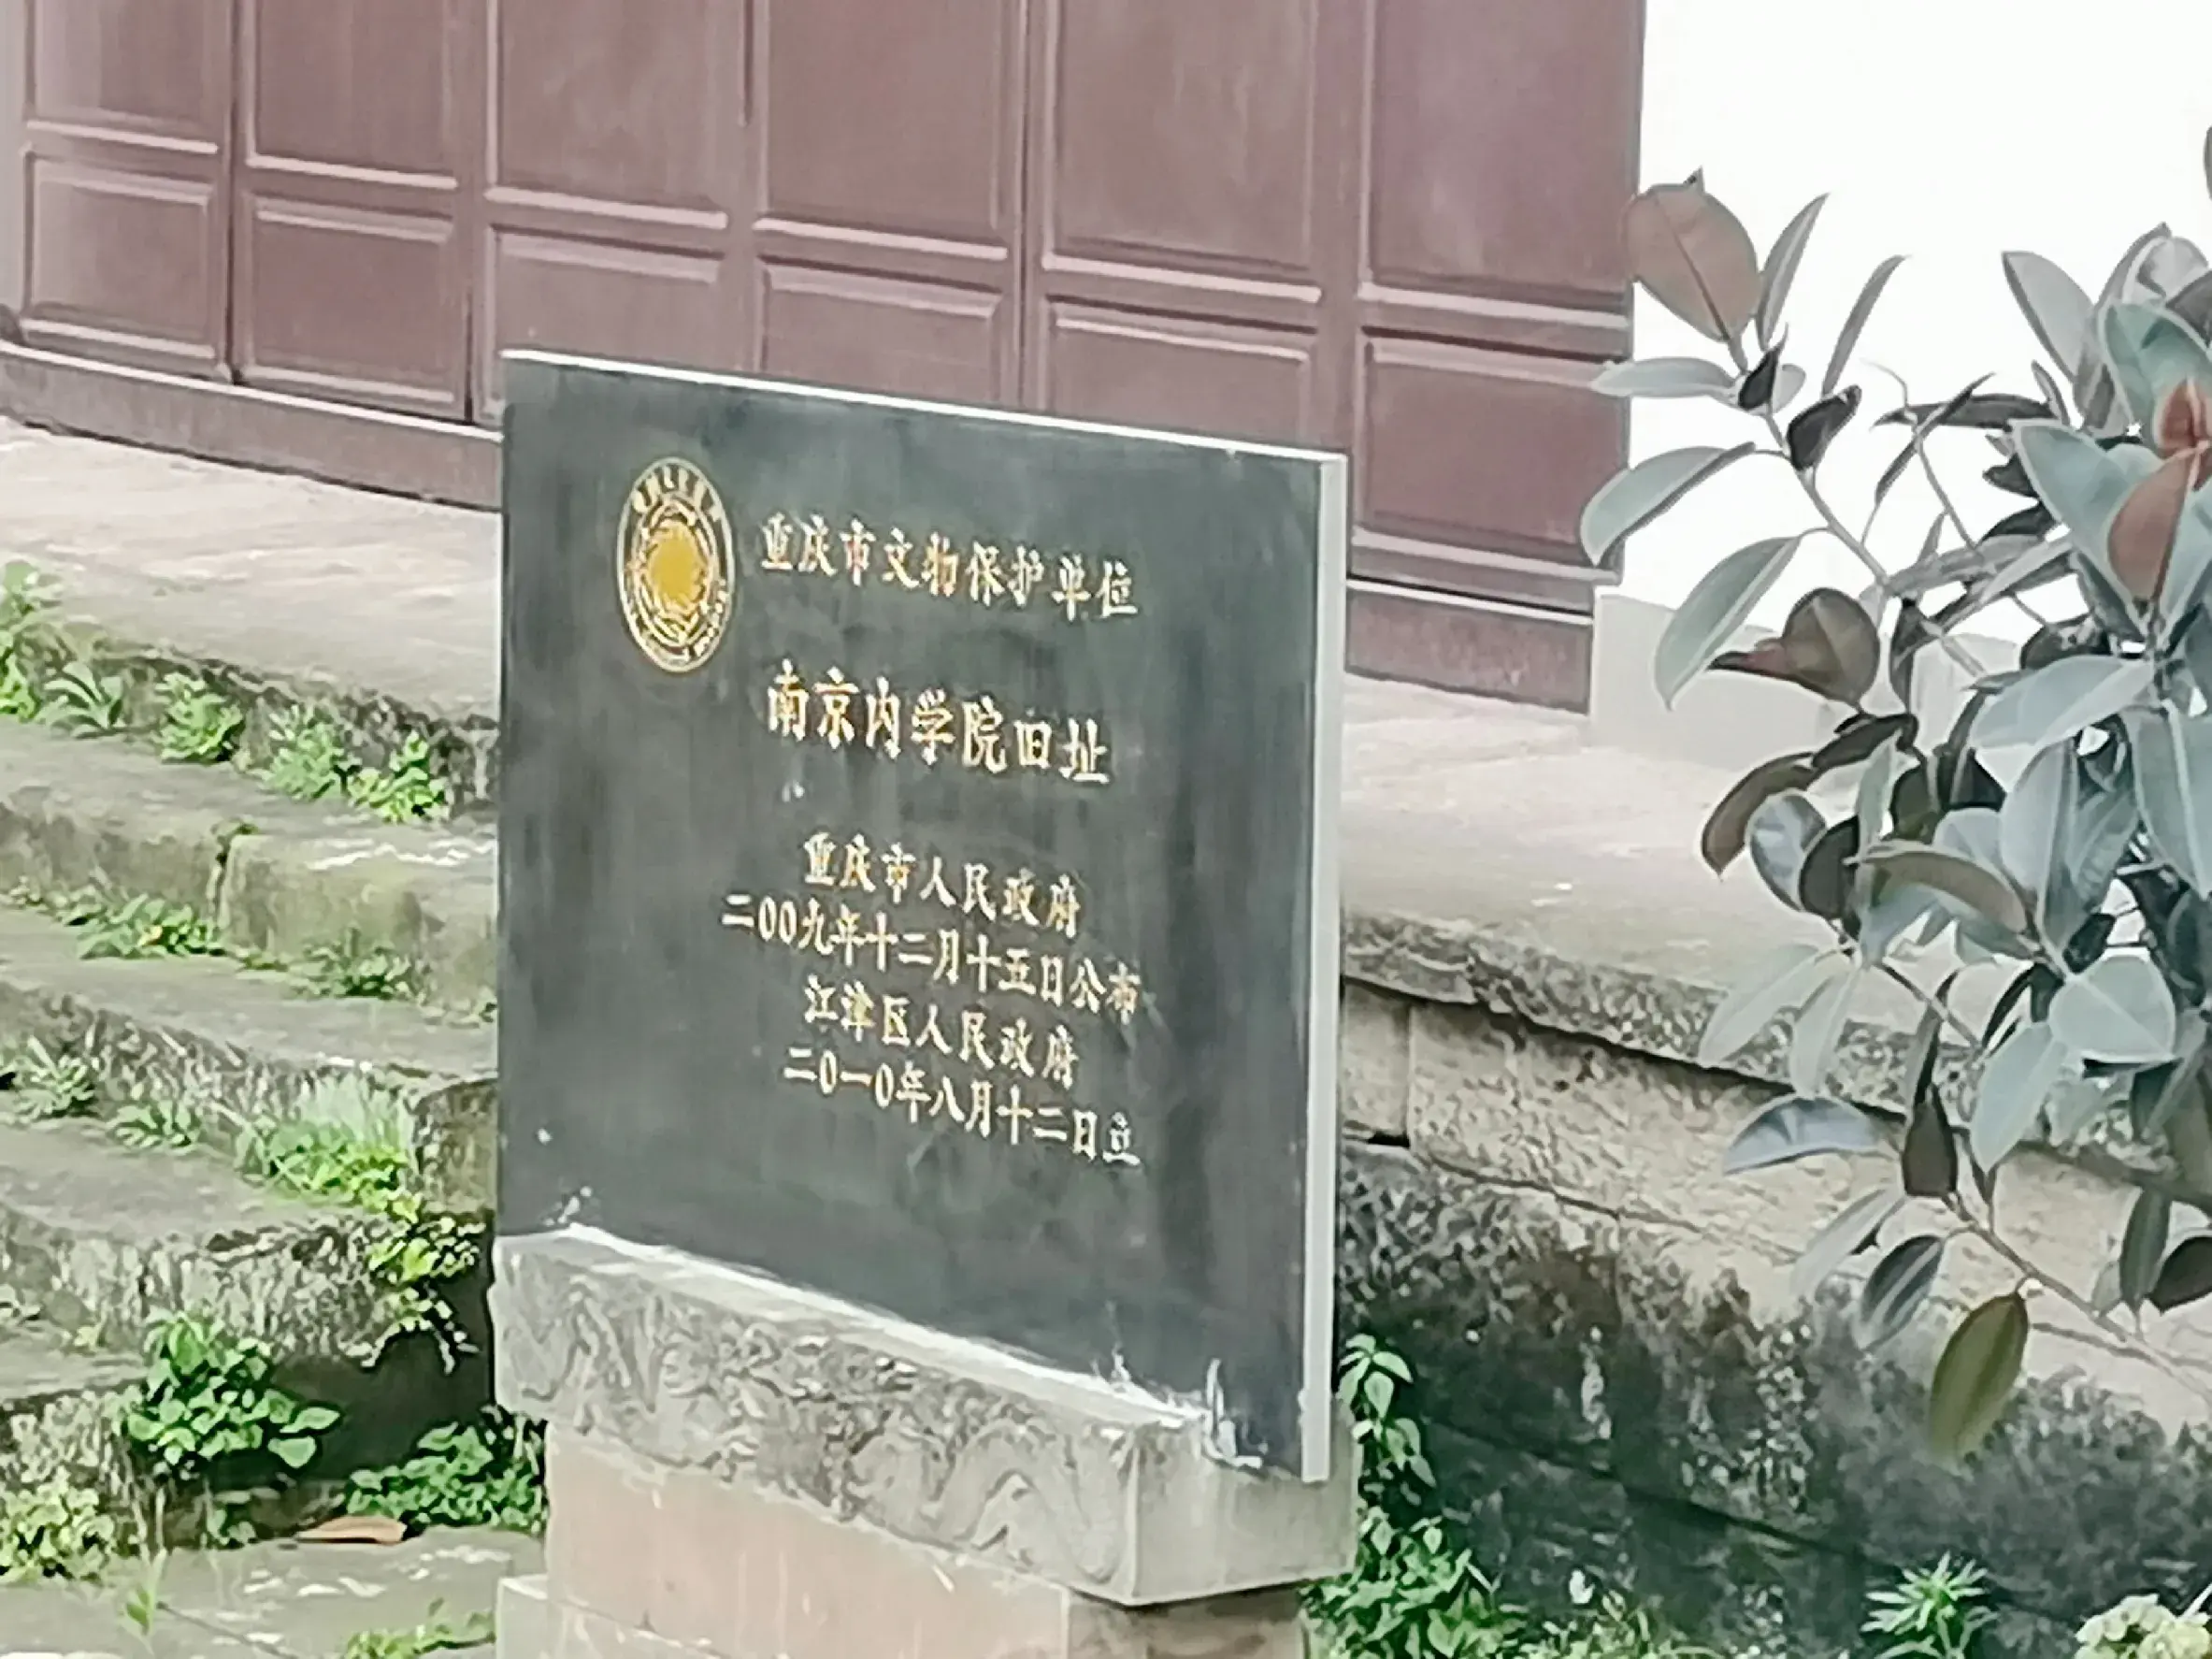 重庆市文物保护单位
南京内学院旧址
重庆市人民政府
二00九年十二月十五日公布
江津区人民政府
二0一0年八月十二日立